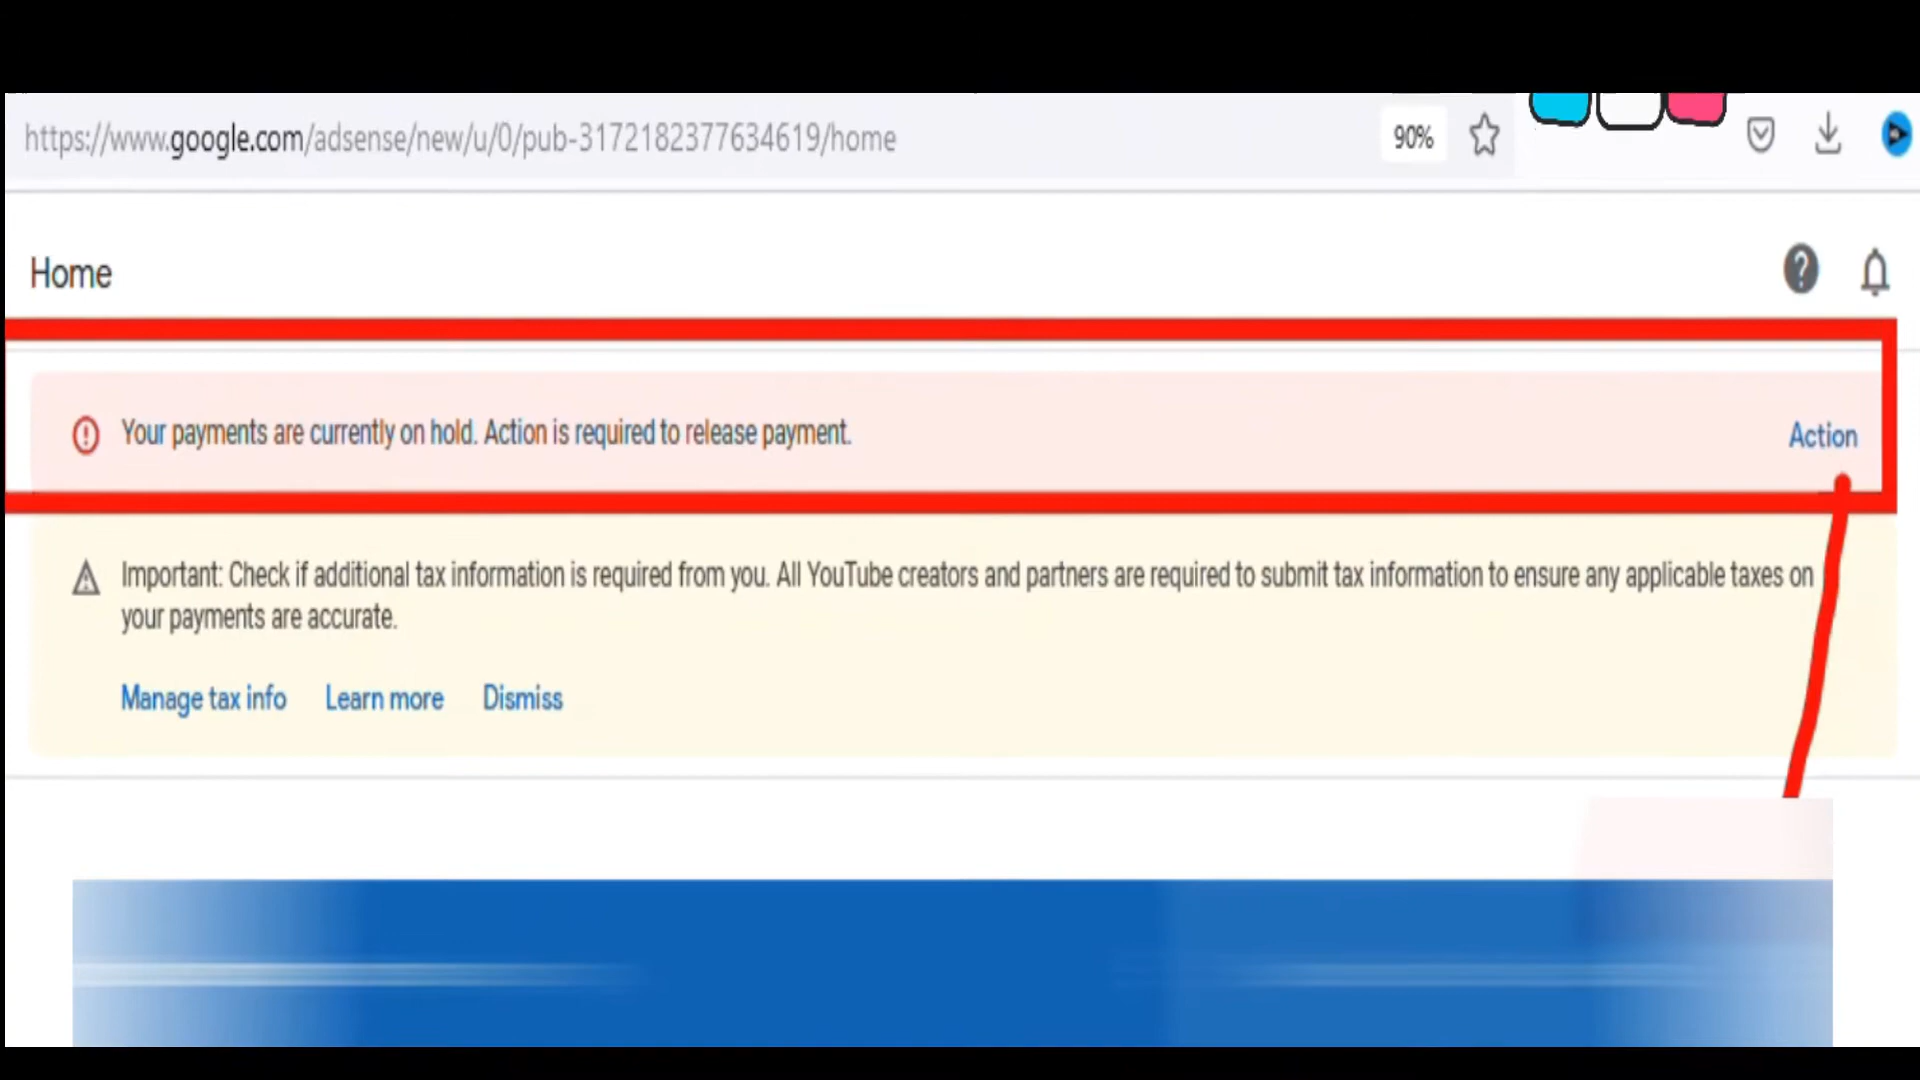 https://www.google.com/adsense/new/u/0/pub-3172182377634619/home
90%
Home
Your payments are currently on hold. Action is required to release payment.
Action
Important: Check if additional tax information is required from you. All YouTube creators and partners are required to submit tax information to ensure any applicable taxes on
your payments are accurate.
Manage tax info Learn more Dismiss